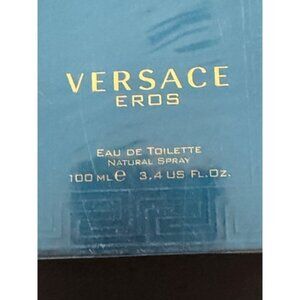 VERSACE
EROS
EAU DE TOILETTE
NATURAL SPRAY
100 ML℮ 3.4 US FL.OZ.